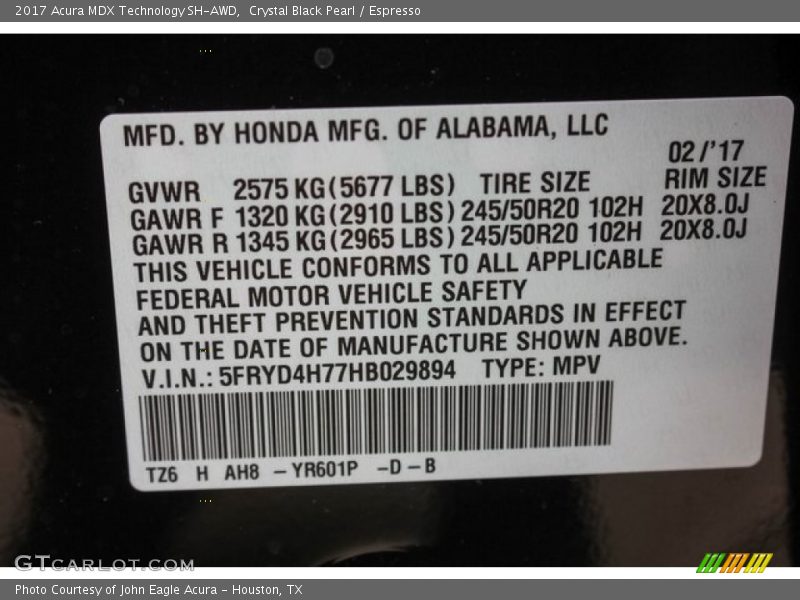 2017 Acura MDX Technology SH-AWD,  Crystal Black Pearl / Espresso
MFD. BY HONDA MFG. OF ALABAMA, LLC
02/'17
GVWR 2575 KG (5677 LBS) TIRE SIZE RIM SIZE
GAWR F 1320 KG (2910 LBS) 245/50R20 102H 20X8.0J
GAWR R 1345 KG (2965 LBS) 245/50R20 102H 20X8.0J
THIS VEHICLE CONFORMS TO ALL APPLICABLE
FEDERAL MOTOR VEHICLE SAFETY
AND THEFT PREVENTION STANDARDS IN EFFECT
ON THE DATE OF MANUFACTURE SHOWN ABOVE.
V.I.N.: 5FRYD4H77HB029894 TYPE: MPV
TZ6 H AH8 -YR601P -D-B
GTCARLOT.COM
Photo Courtesy of John Eagle Acura - Houston, TX